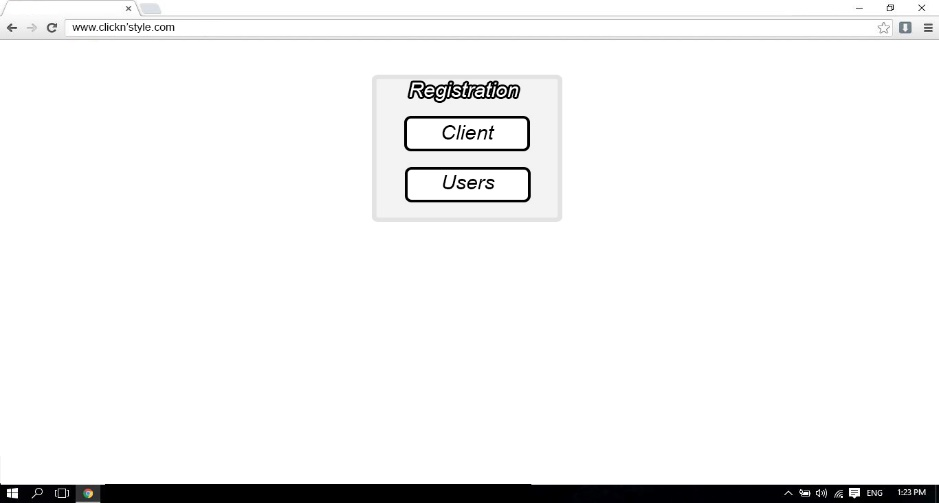 www.clickn'style.com
Registration
Client
Users
ENG
1:23 PM